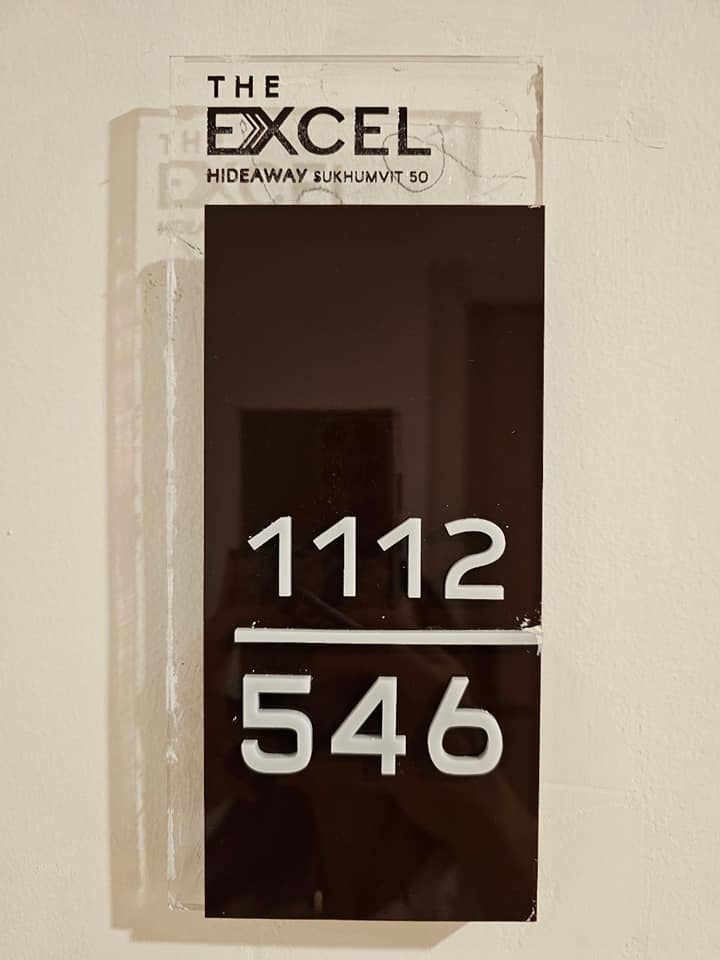 THE
EXCEL
HIDEAWAY SUKHUMVIT 50
1112
546